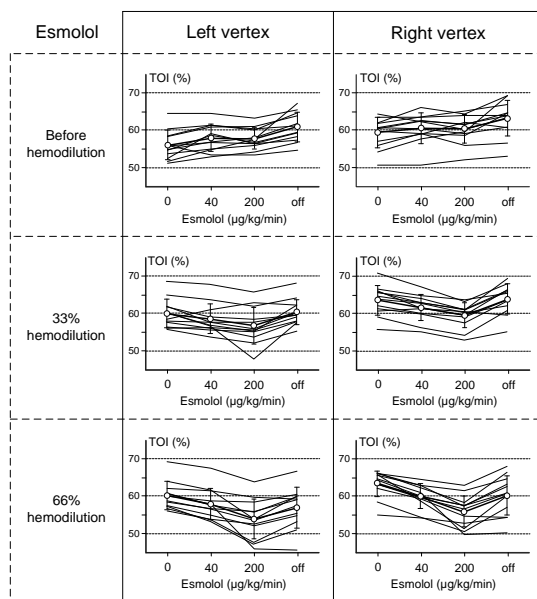 Esmolol Left vertex Right vertex
Before
hemodilution
TOI (%)
70
60
50
0 40 200 off
Esmolol (µg/kg/min)
TOI (%)
70
60
50
0 40 200 off
Esmolol (µg/kg/min)
33%
hemodilution
TOI (%)
70
60
50
0 40 200 off
Esmolol (µg/kg/min)
TOI (%)
70
60
50
0 40 200 off
Esmolol (µg/kg/min)
66%
hemodilution
TOI (%)
70
60
50
0 40 200 off
Esmolol (µg/kg/min)
TOI (%)
70
60
50
0 40 200 off
Esmolol (µg/kg/min)